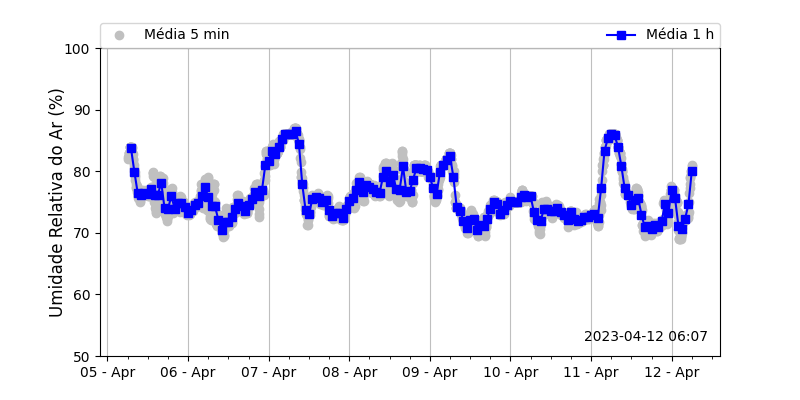 Média 5 min
Média 1 h
Umidade Relativa do Ar (%)
100
90
80
70
60
50
2023-04-12 06:07
05 - Apr
06 - Apr
07 - Apr
08 - Apr
09 - Apr
10 - Apr
11 - Apr
12 - Apr